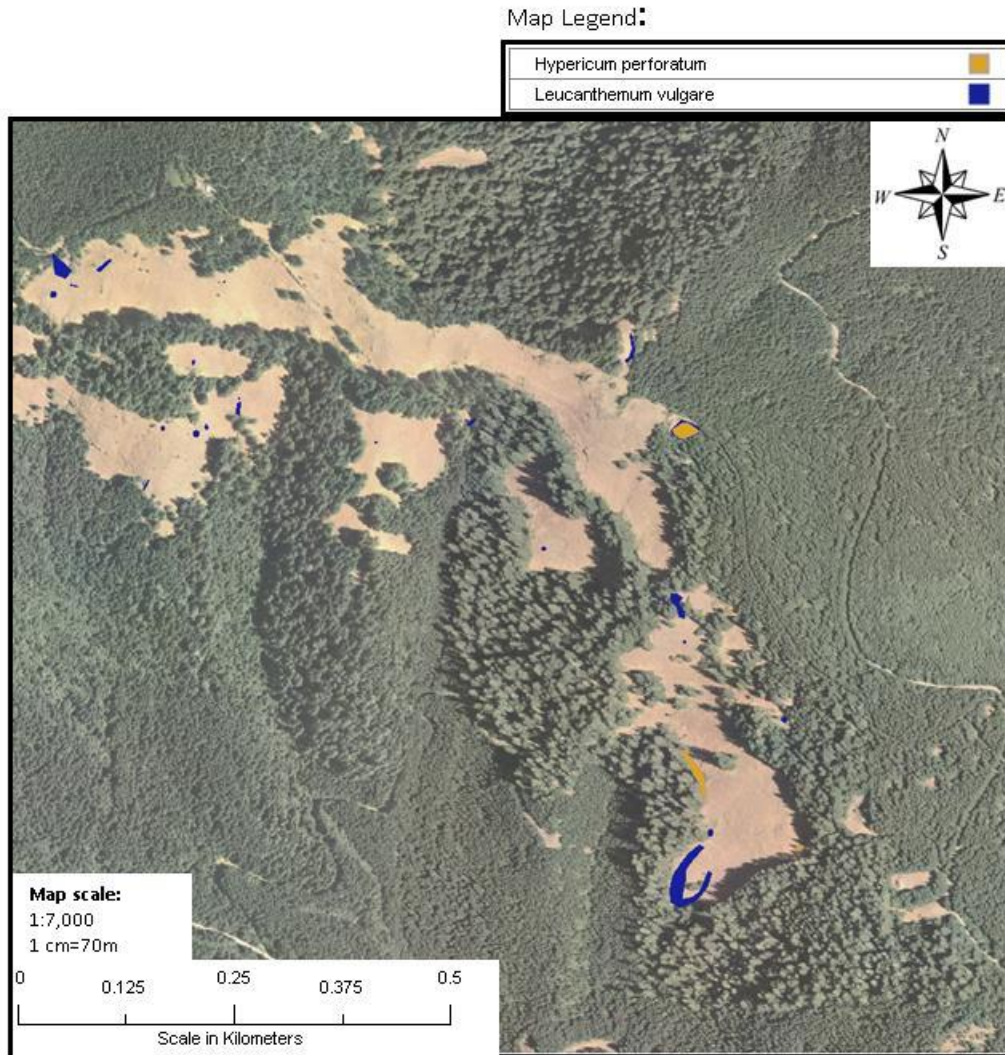 Map Legend:
Hypericum perforatum
Leucanthemum vulgare
N
W E
S
Map scale:
1:7,000
1 cm=70m
0 0.25 0.5
0.125 0.375
Scale in Kilometers